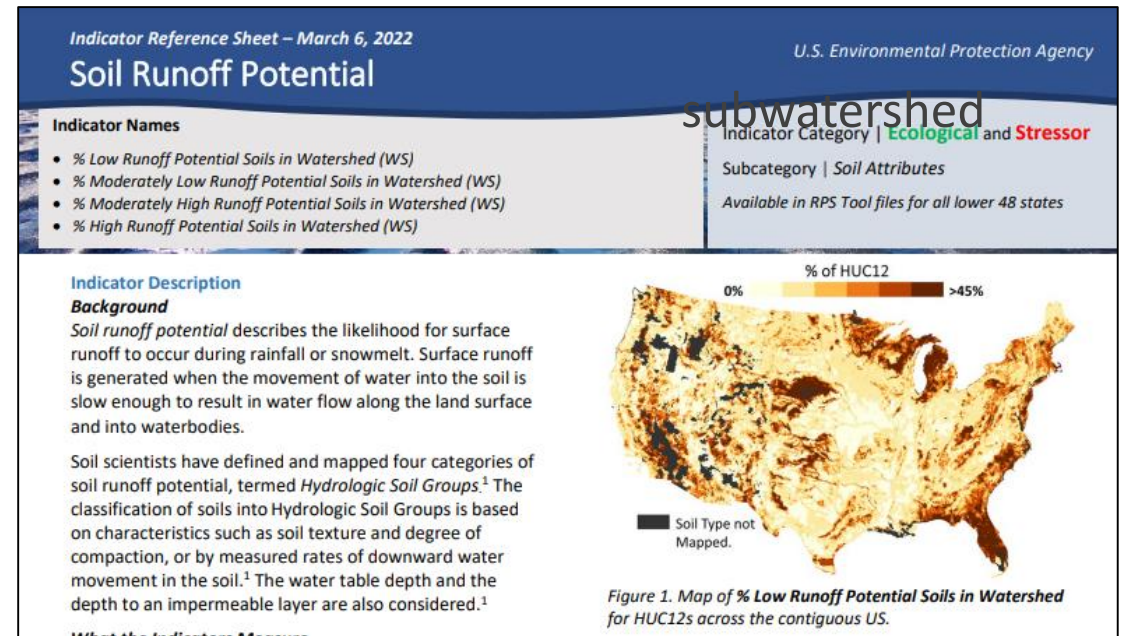 Indicator Reference Sheet – March 6, 2022
Soil Runoff Potential
U.S. Environmental Protection Agency
subwatershed
Indicator Names
• % Low Runoff Potential Soils in Watershed (WS)
• % Moderately Low Runoff Potential Soils in Watershed (WS)
• % Moderately High Runoff Potential Soils in Watershed (WS)
• % High Runoff Potential Soils in Watershed (WS)
Indicator Category | Ecological and Stressor
Subcategory | Soil Attributes
Available in RPS Tool files for all lower 48 states
Indicator Description
Background
Soil runoff potential describes the likelihood for surface
runoff to occur during rainfall or snowmelt. Surface runoff
is generated when the movement of water into the soil is
slow enough to result in water flow along the land surface
and into waterbodies.
Soil scientists have defined and mapped four categories of
soil runoff potential, termed Hydrologic Soil Groups.¹ The
classification of soils into Hydrologic Soil Groups is based
on characteristics such as soil texture and degree of
compaction, or by measured rates of downward water
movement in the soil.¹ The water table depth and the
depth to an impermeable layer are also considered.¹
What the Indicators Measure
% of HUC12
0% >45%
Soil Type not
Mapped.
Figure 1. Map of % Low Runoff Potential Soils in Watershed
for HUC12s across the contiguous US.